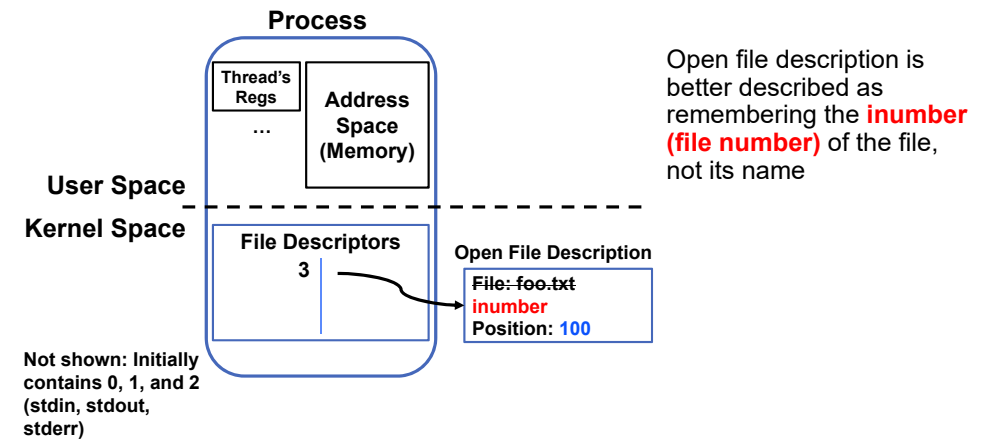 Process
Thread's
Regs
...
Address
Space
(Memory)
User Space
Kernel Space
File Descriptors
3
Open File Description
File: foo.txt
inumber
Position: 100
Not shown: Initially
contains 0, 1, and 2
(stdin, stdout,
stderr)
Open file description is
better described as
remembering the inumber
(file number) of the file,
not its name